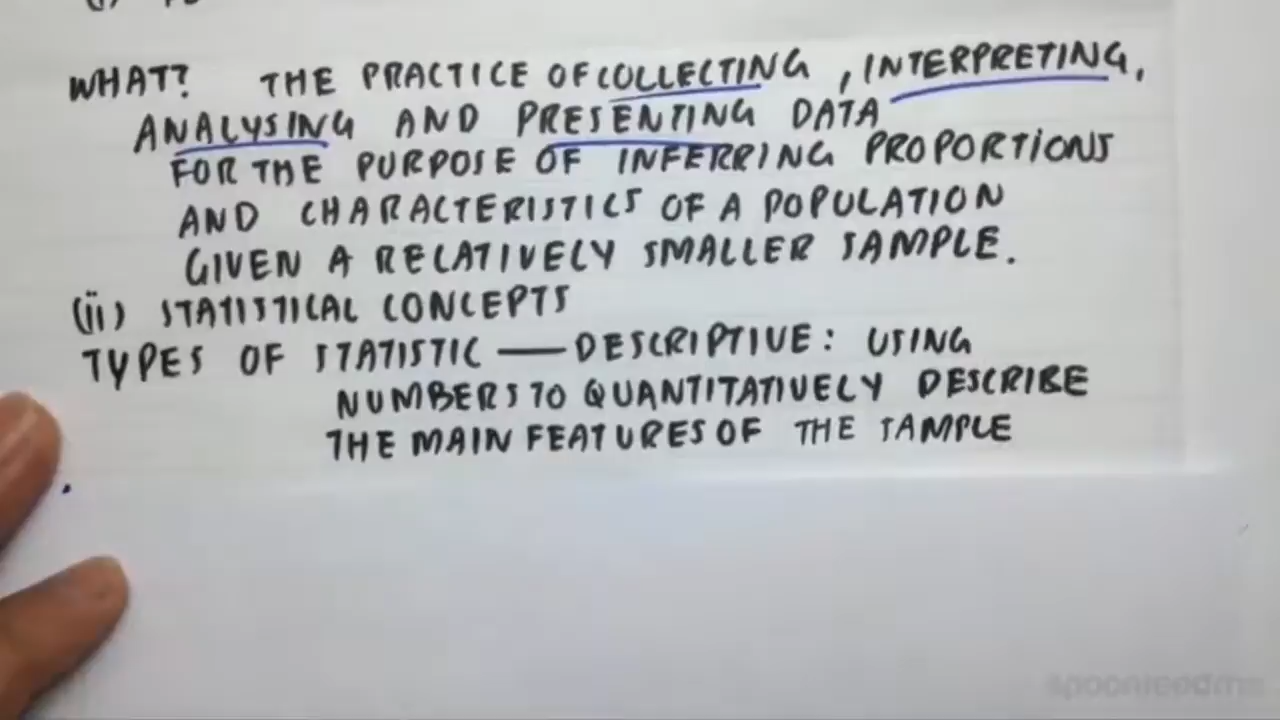 WHAT? THE PRACTICE OF COLLECTING, INTERPRETING,
ANALYSING AND PRESENTING DATA
FOR THE PURPOSE OF INFERRING PROPORTIONS
AND CHARACTERISTICS OF A POPULATION
GIVEN A RELATIVELY SMALLER SAMPLE.
(ii) STATISTICAL CONCEPTS
TYPES OF STATISTIC — DESCRIPTIVE: USING
NUMBERS TO QUANTITATIVELY DESCRIBE
THE MAIN FEATURES OF THE SAMPLE
spoonfeedme